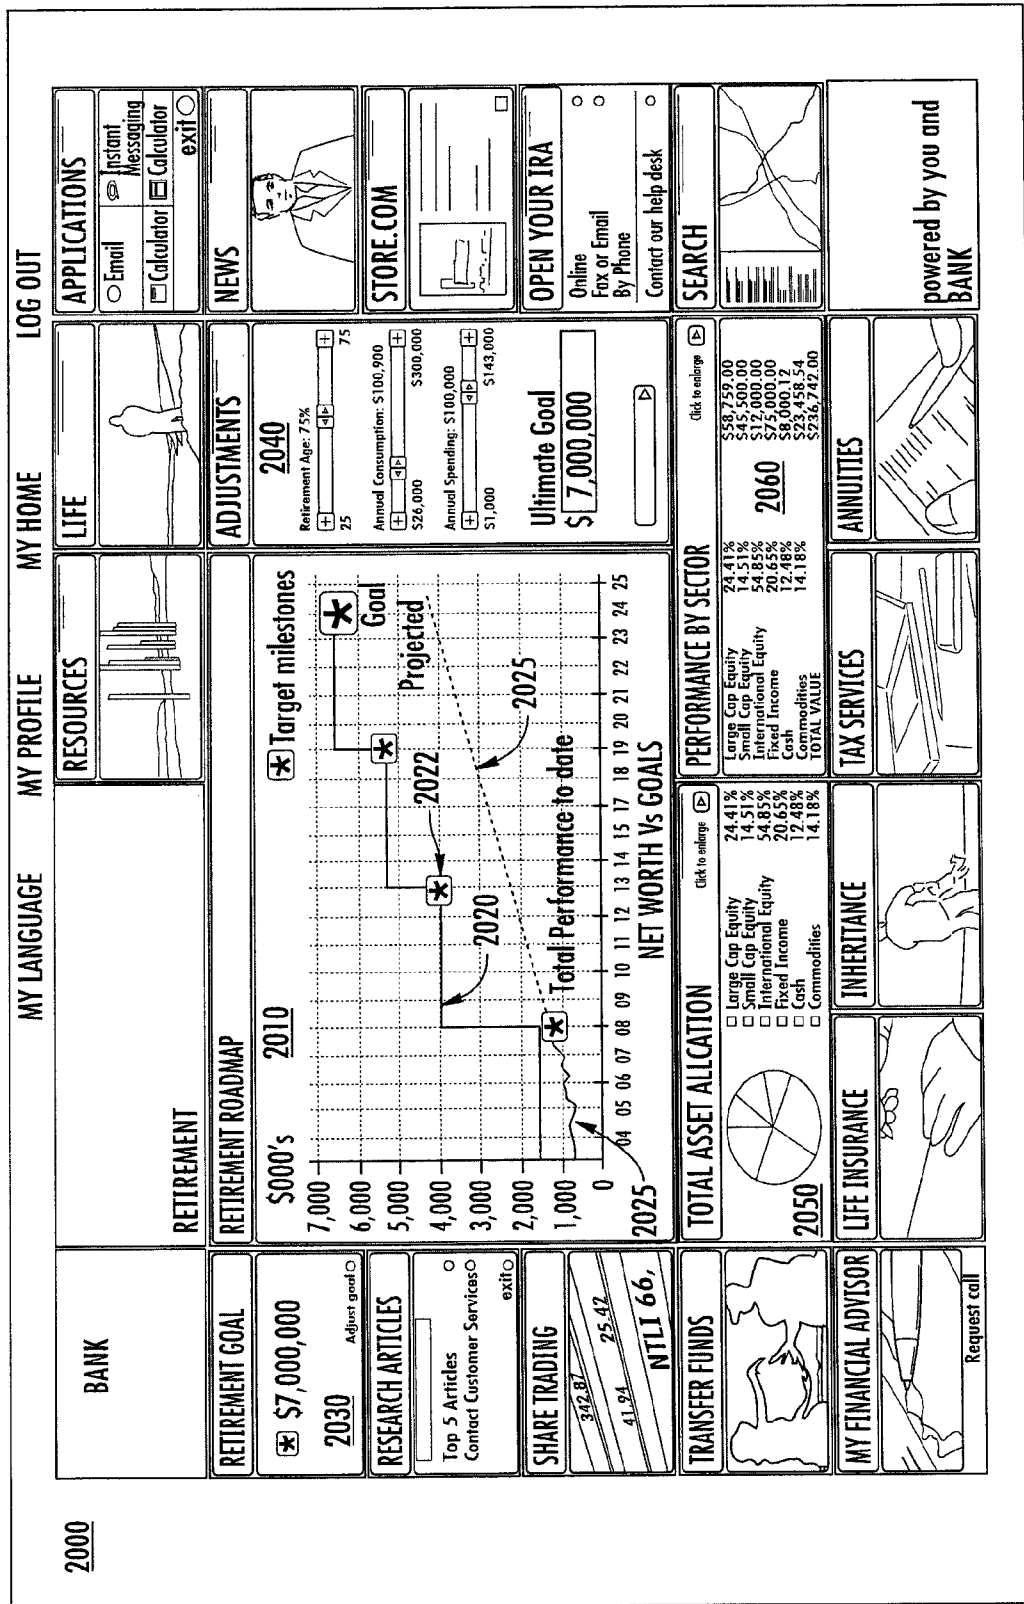 2000
MY LANGUAGE
MY PROFILE
MY HOME
LOG OUT
BANK
RETIREMENT
RESOURCES
LIFE
APPLICATIONS
Email
Instant
Messaging
Calculator
Calculator
exit
RETIREMENT GOAL
$7,000,000
2030
Adjust goal
RETIREMENT ROADMAP
$000's
2010
Target milestones
7,000
6,000
5,000
4,000
3,000
2,000
1,000
0
Goal
Projected
2022
2020
2025
Total Performance to date
04 05 06 07 08 09 10 11 12 13 14 15 17 18 19 20 21 22 23 24 25
2025
NET WORTH Vs GOALS
ADJUSTMENTS
2040
Retirement Age: 75%
25
75
Annual Consumption: $100,900
$26,000
$300,000
Annual Spending: $100,000
$1,000
$143,000
Ultimate Goal
$ 7,000,000
NEWS
RESEARCH ARTICLES
Top 5 Articles
Contact Customer Services
exit
STORE.COM
SHARE TRADING
342.87
25.42
41.94
NTLI 66,
OPEN YOUR IRA
Online
Fax or Email
By Phone
Contact our help desk
TRANSFER FUNDS
TOTAL ASSET ALLCATION
Click to enlarge
2050
Large Cap Equity 24.41%
Small Cap Equity 14.51%
International Equity 54.85%
Fixed Income 20.65%
Cash 12.48%
Commodities 14.18%
PERFORMANCE BY SECTOR
Click to enlarge
Large Cap Equity 24.41% $58,759.00
Small Cap Equity 14.51% $45,500.00
International Equity 54.85% $12,000.00
Fixed Income 20.65% $75,000.00
Cash 12.48% $8,000.12
Commodities 14.18% $23,458.54
TOTAL VALUE $236,742.00
2060
SEARCH
MY FINANCIAL ADVISOR
Request call
LIFE INSURANCE
INHERITANCE
TAX SERVICES
ANNUITIES
powered by you and
BANK